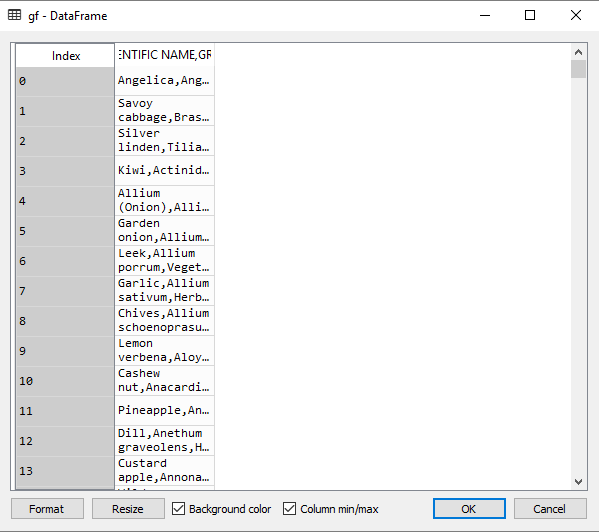 gf - DataFrame
Index
ENTIFIC NAME,GR
0
Angelica,Ang...
1
Savoy
cabbage,Bras...
2
Silver
linden,Tilia...
3
Kiwi,Actinid...
4
Allium
(Onion),Alli...
5
Garden
onion,Allium...
6
Leek,Allium
porrum,Veget...
7
Garlic,Allium
sativum,Herb...
8
Chives,Allium
schoenoprasu...
9
Lemon
verbena,Aloy...
10
Cashew
nut,Anacardi...
11
Pineapple,An...
12
Dill,Anethum
graveolens,H...
13
Custard
apple,Annona...
Format
Resize
Background color
Column min/max
OK
Cancel